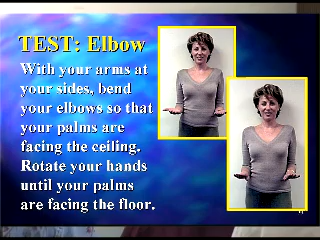 TEST: Elbow
With your arms at
your sides, bend
your elbows so that
your palms are
facing the ceiling.
Rotate your hands
until your palms
are facing the floor.